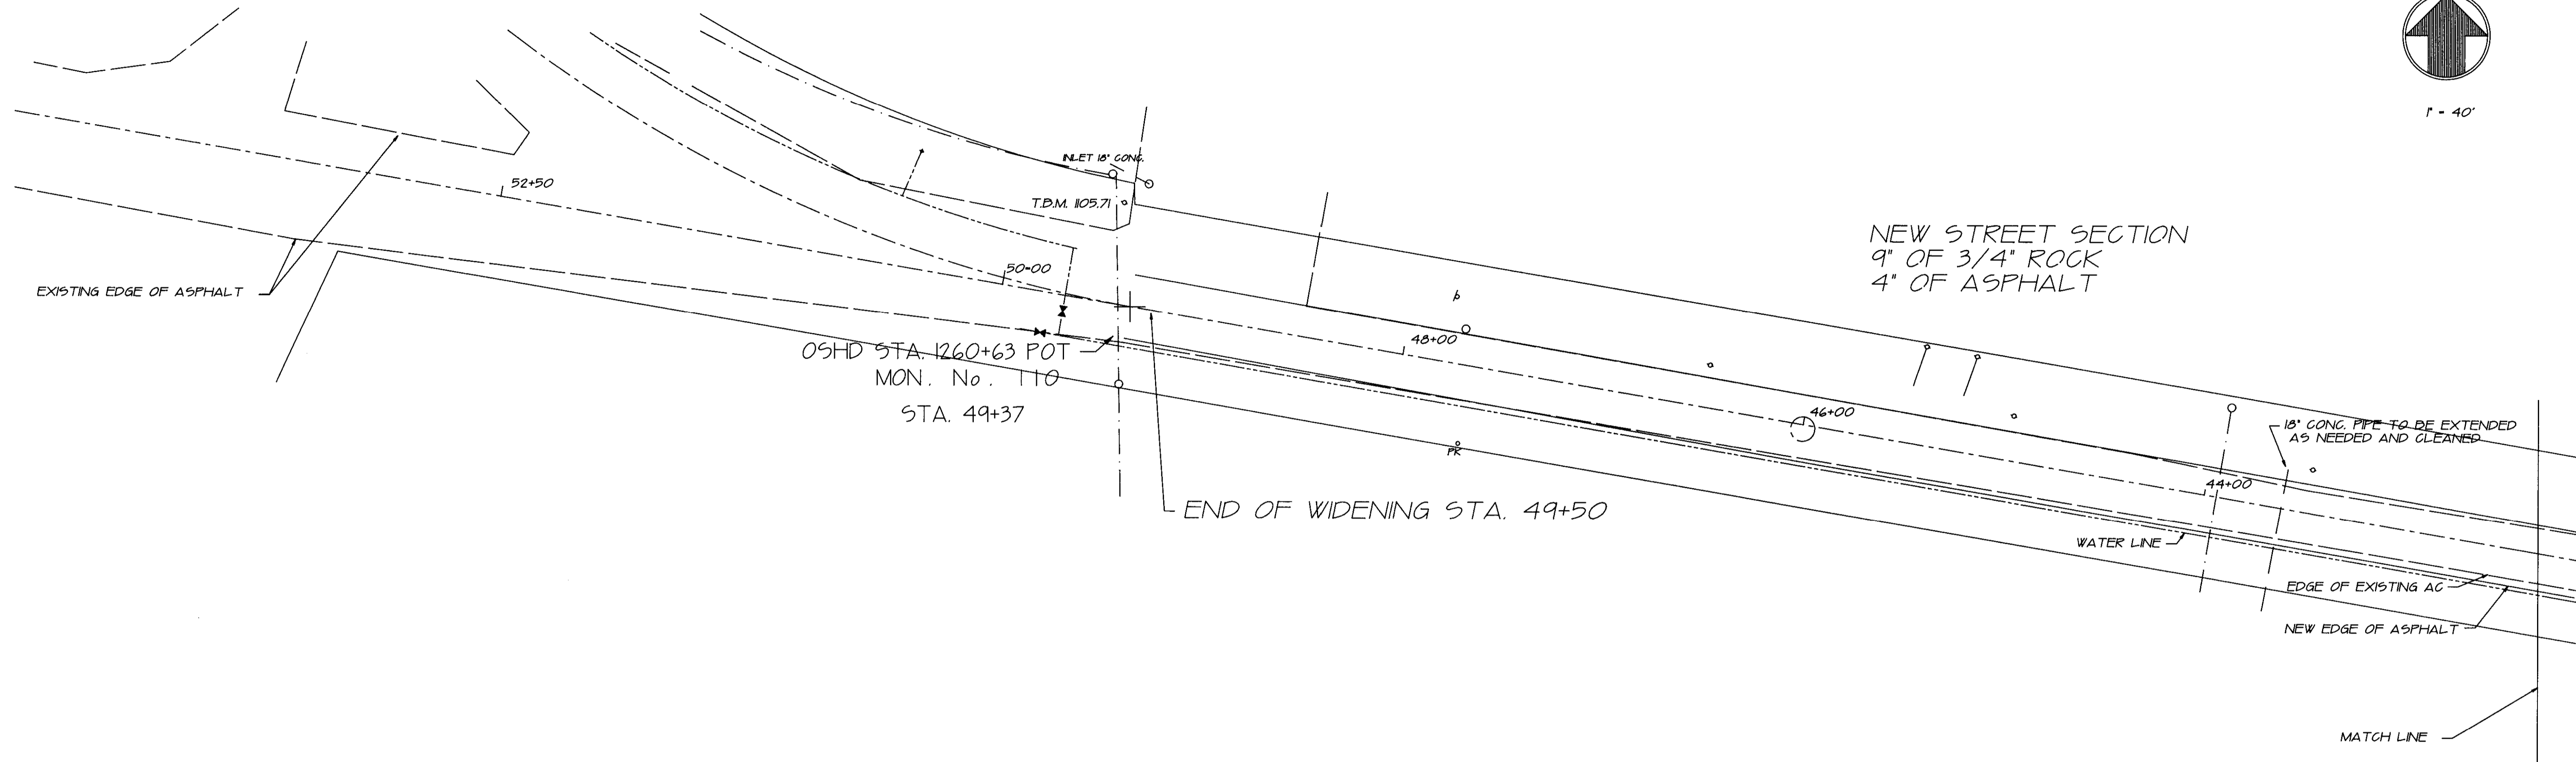 1" = 40'
INLET 18" CONC.
52+50
T.B.M. 1105.71
NEW STREET SECTION
9" OF 3/4" ROCK
4" OF ASPHALT
50+00
EXISTING EDGE OF ASPHALT
48+00
OSHD STA. 1260+63 POT
MON. No. 110
STA. 49+37
46+00
18" CONC. PIPE TO BE EXTENDED
AS NEEDED AND CLEANED
PK
44+00
END OF WIDENING STA. 49+50
WATER LINE
EDGE OF EXISTING AC
NEW EDGE OF ASPHALT
MATCH LINE